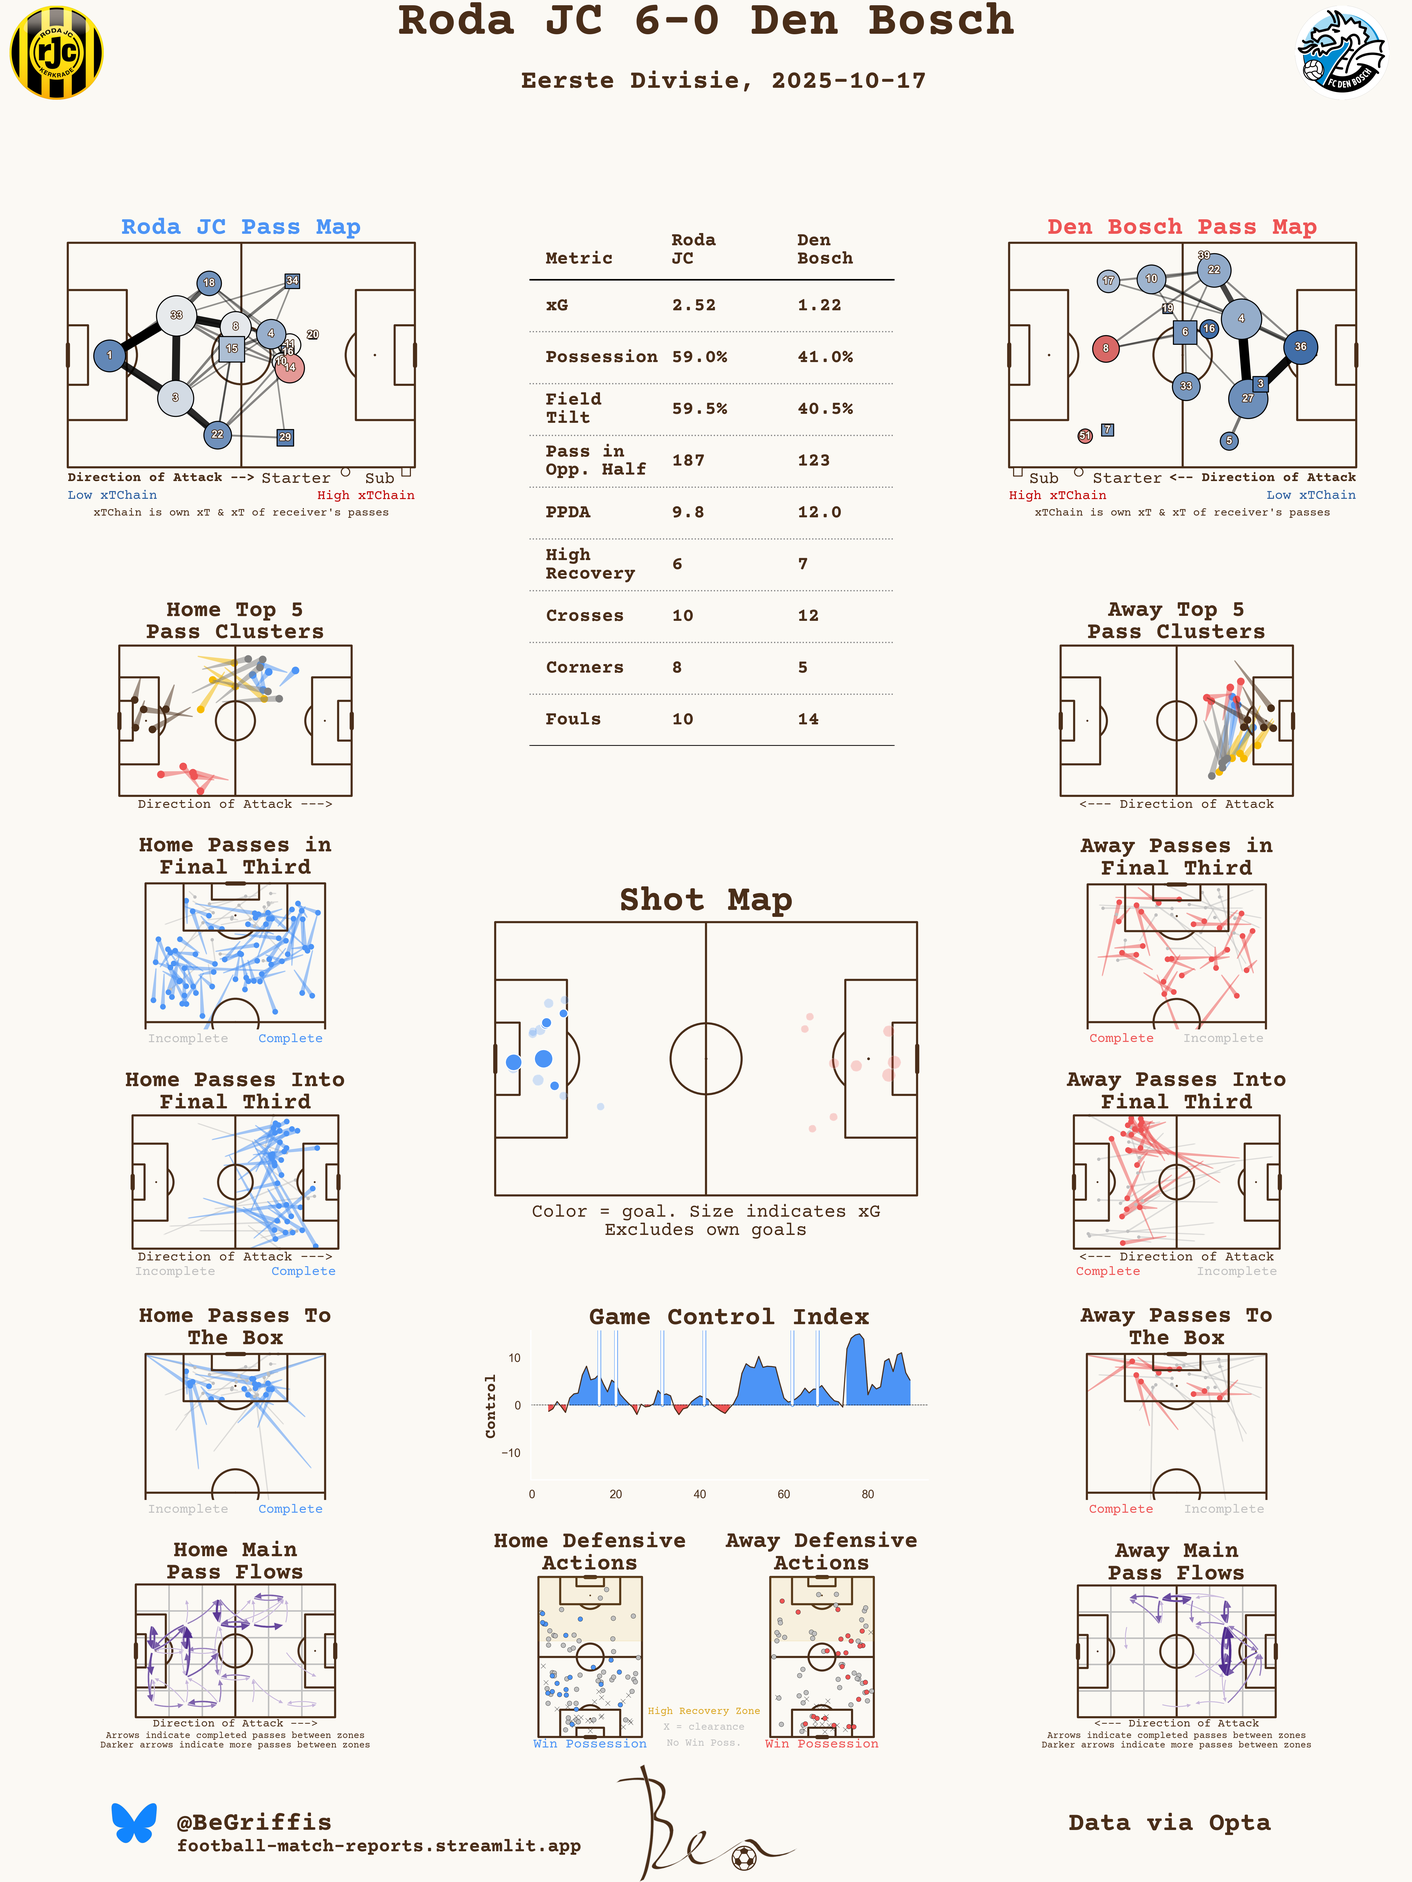 Roda JC 6-0 Den Bosch
Eerste Divisie, 2025-10-17
RODA JC
rJC
KERKRADE
FC DEN BOSCH
Roda JC Pass Map
18
34
33
8
4
20
15
11
16
10
14
1
3
22
29
Direction of Attack --> Starter Sub
Low xTChain High xTChain
xTChain is own xT & xT of receiver's passes
Metric Roda JC Den Bosch
xG 2.52 1.22
Possession 59.0% 41.0%
Field Tilt 59.5% 40.5%
Pass in Opp. Half 187 123
PPDA 9.8 12.0
High Recovery 6 7
Crosses 10 12
Corners 8 5
Fouls 10 14
Den Bosch Pass Map
39
17
10
22
19
4
6
16
8
36
33
3
27
51
7
5
Sub Starter <-- Direction of Attack
High xTChain Low xTChain
xTChain is own xT & xT of receiver's passes
Home Top 5
Pass Clusters
Direction of Attack --->
Away Top 5
Pass Clusters
<--- Direction of Attack
Home Passes in
Final Third
Incomplete Complete
Away Passes in
Final Third
Complete Incomplete
Shot Map
Color = goal. Size indicates xG
Excludes own goals
Home Passes Into
Final Third
Direction of Attack --->
Incomplete Complete
Away Passes Into
Final Third
<--- Direction of Attack
Complete Incomplete
Home Passes To
The Box
Incomplete Complete
Game Control Index
Control
10
0
-10
0 20 40 60 80
Away Passes To
The Box
Complete Incomplete
Home Main
Pass Flows
Direction of Attack --->
Arrows indicate completed passes between zones
Darker arrows indicate more passes between zones
Home Defensive
Actions
Win Possession
High Recovery Zone
X = clearance
No Win Poss.
Away Defensive
Actions
Win Possession
Away Main
Pass Flows
<--- Direction of Attack
Arrows indicate completed passes between zones
Darker arrows indicate more passes between zones
@BeGriffis
football-match-reports.streamlit.app
Ben
Data via Opta